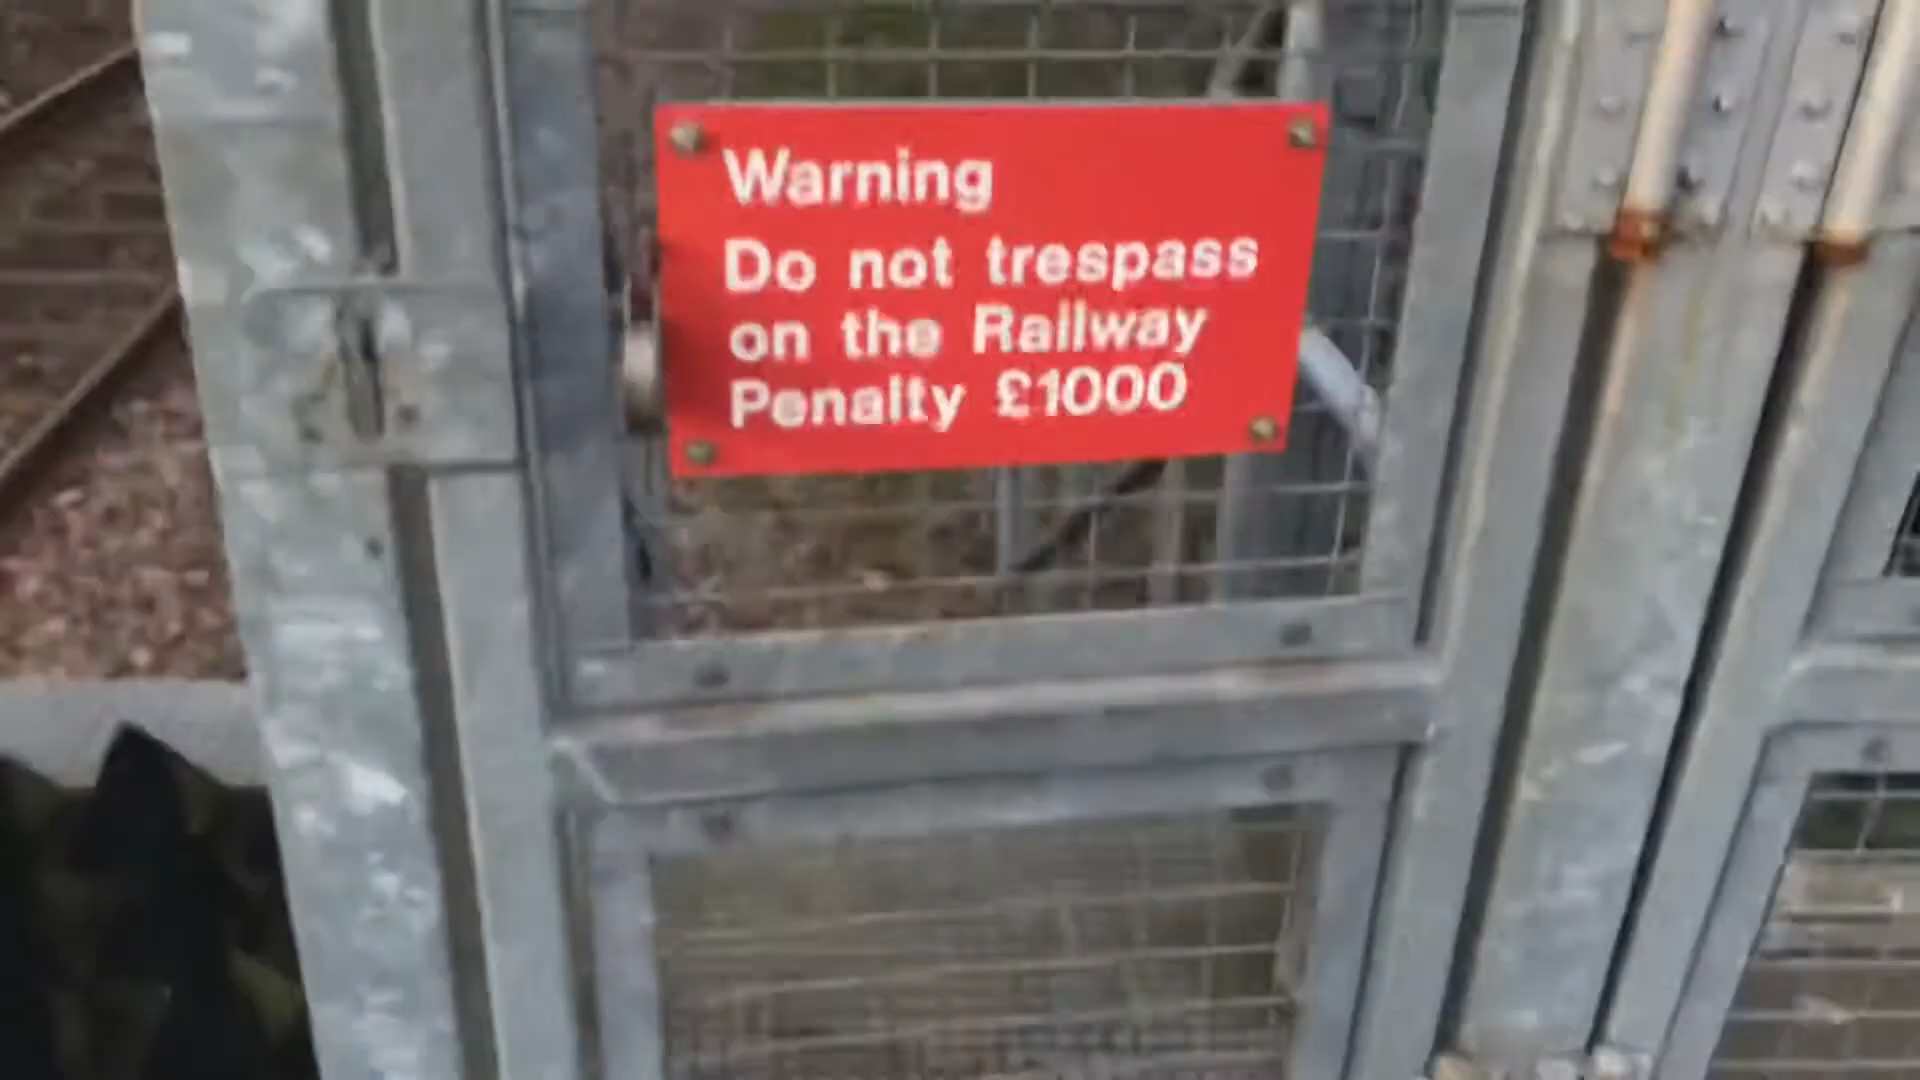 Warning
Do not trespass
on the Railway
Penalty £1000